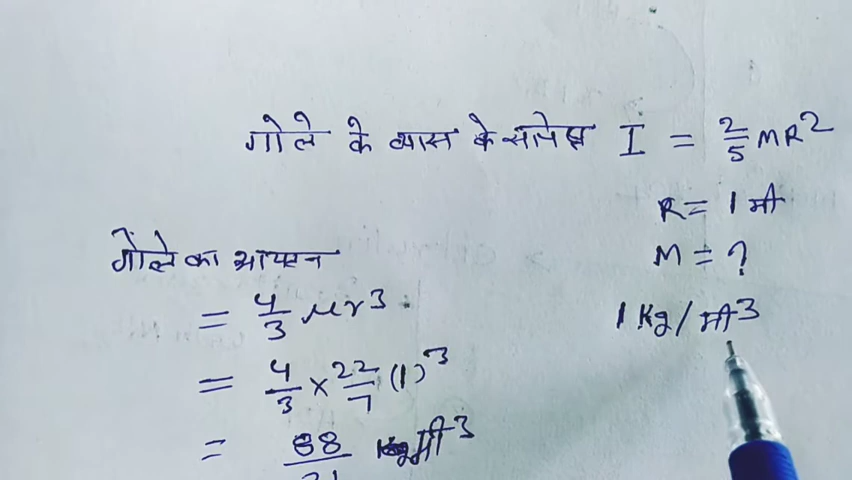 गोले के व्यास के सापेक्ष I = 2/5 MR²
R = 1 मी
M = ?
1 Kg/मी³
गोले का आयतन
= 4/3 πr³
= 4/3 × 22/7 (1)³
= 88/21 मी³